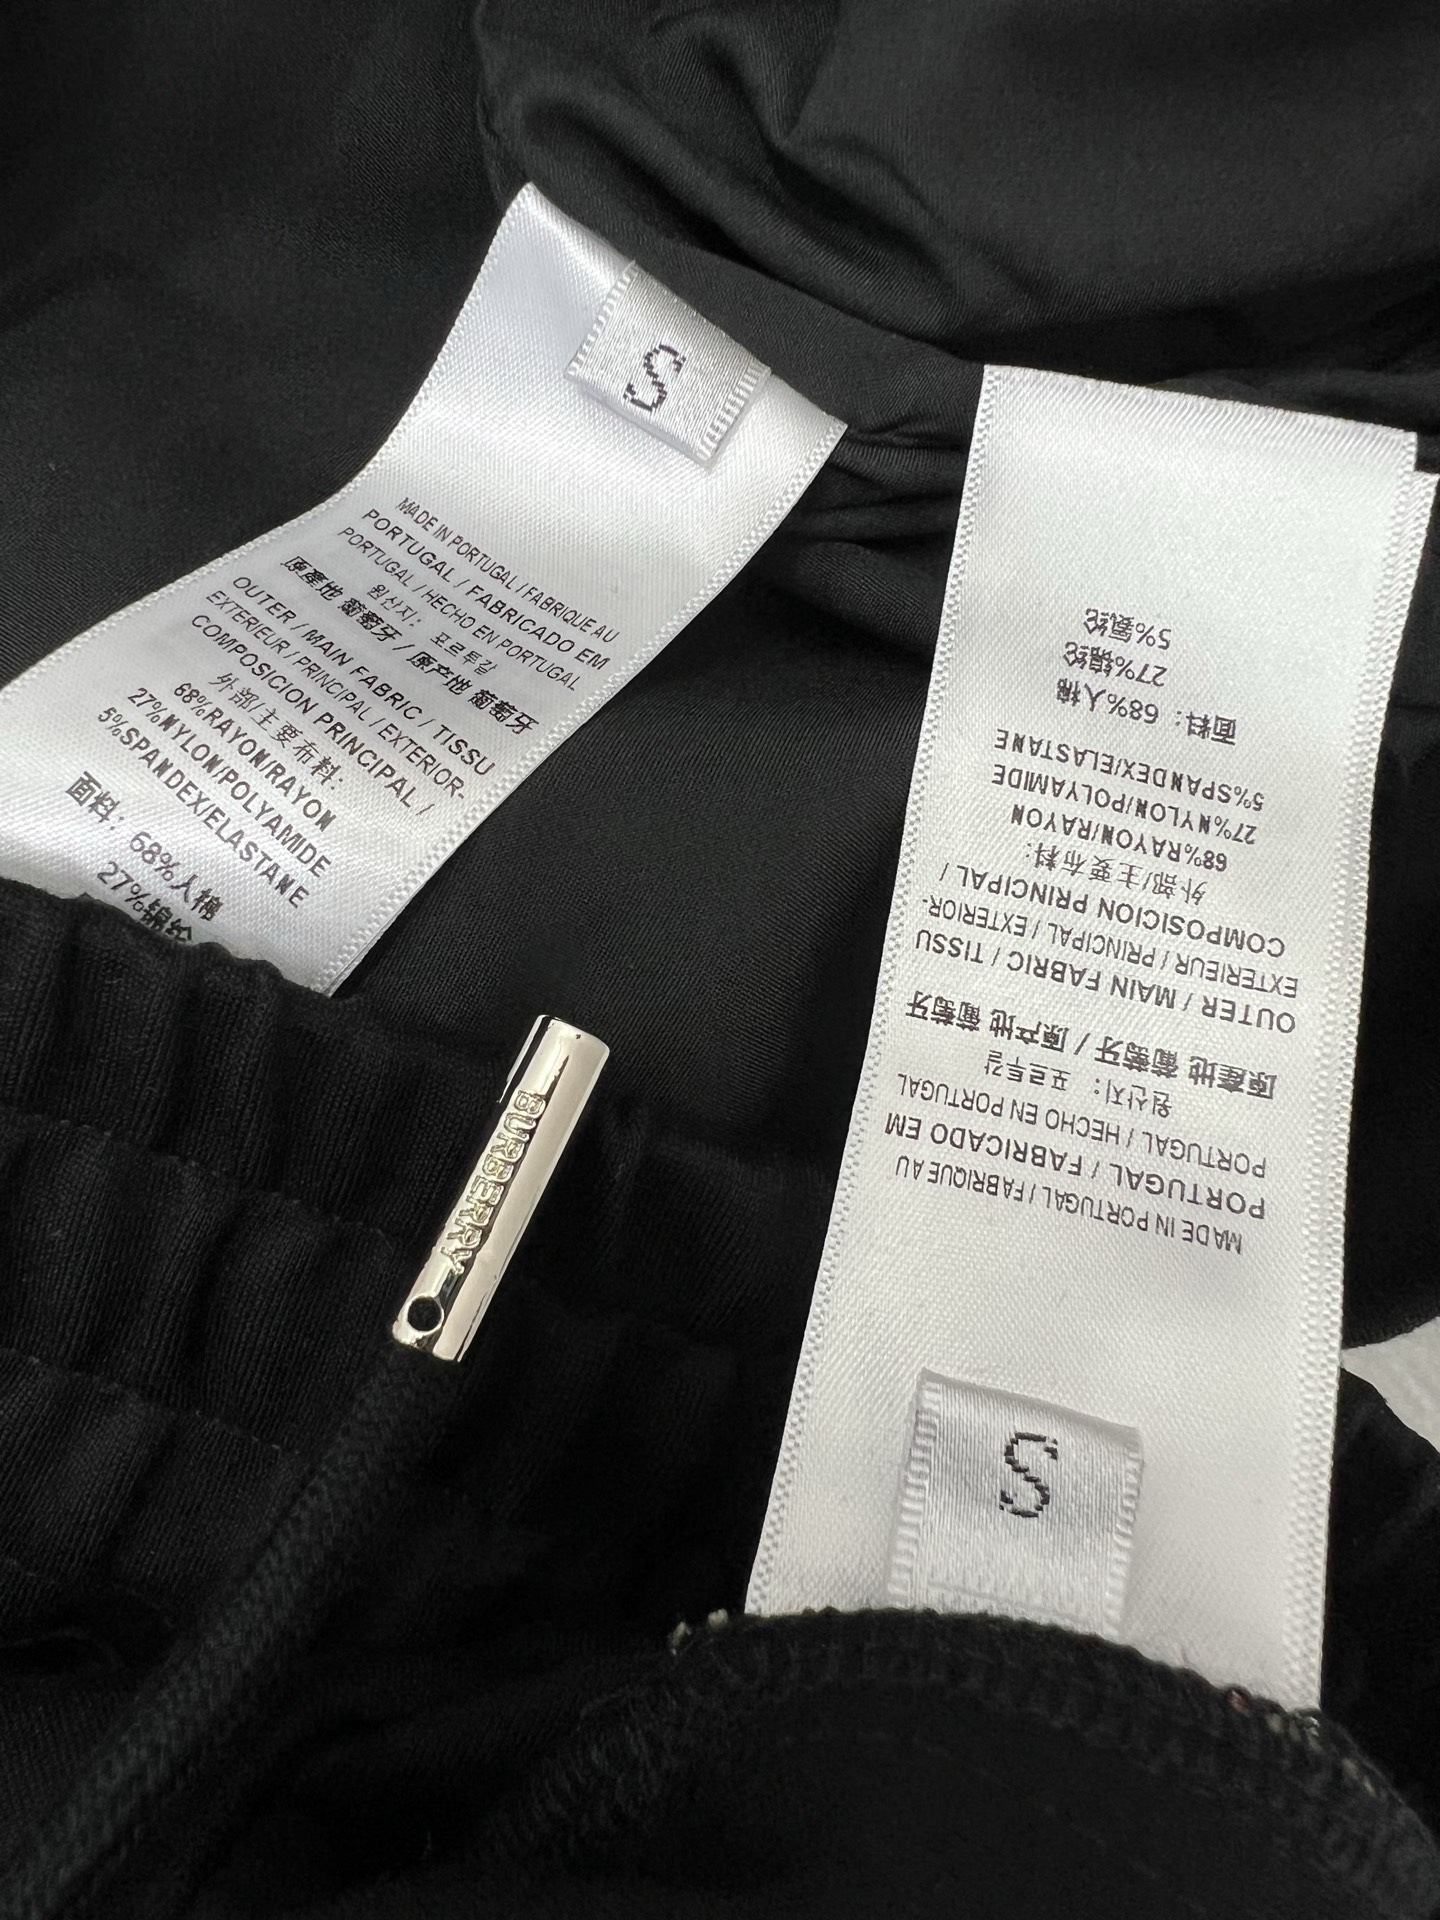 S
MADE IN PORTUGAL / FABRIQUE AU
PORTUGAL / FABRICADO EM
PORTUGAL / HECHO EN PORTUGAL
원산지: 포르투갈
原產地 葡萄牙 / 原产地 葡萄牙
OUTER / MAIN FABRIC / TISSU
EXTERIEUR / PRINCIPAL / EXTERIOR-
COMPOSICION PRINCIPAL /
外部/主要布料:
68%RAYON/RAYON
27%NYLON/POLYAMIDE
5%SPANDEX/ELASTANE
面料: 68%人棉
27%锦纶
BURBERRY
S
MADE IN PORTUGAL / FABRIQUE AU
PORTUGAL / FABRICADO EM
PORTUGAL / HECHO EN PORTUGAL
원산지: 포르투갈
原產地 葡萄牙 / 原产地 葡萄牙
OUTER / MAIN FABRIC / TISSU
EXTERIEUR / PRINCIPAL / EXTERIOR-
COMPOSICION PRINCIPAL /
外部/主要布料:
68%RAYON/RAYON
27%NYLON/POLYAMIDE
5%SPANDEX/ELASTANE
面料: 68%人棉
27%锦纶
5%氨纶